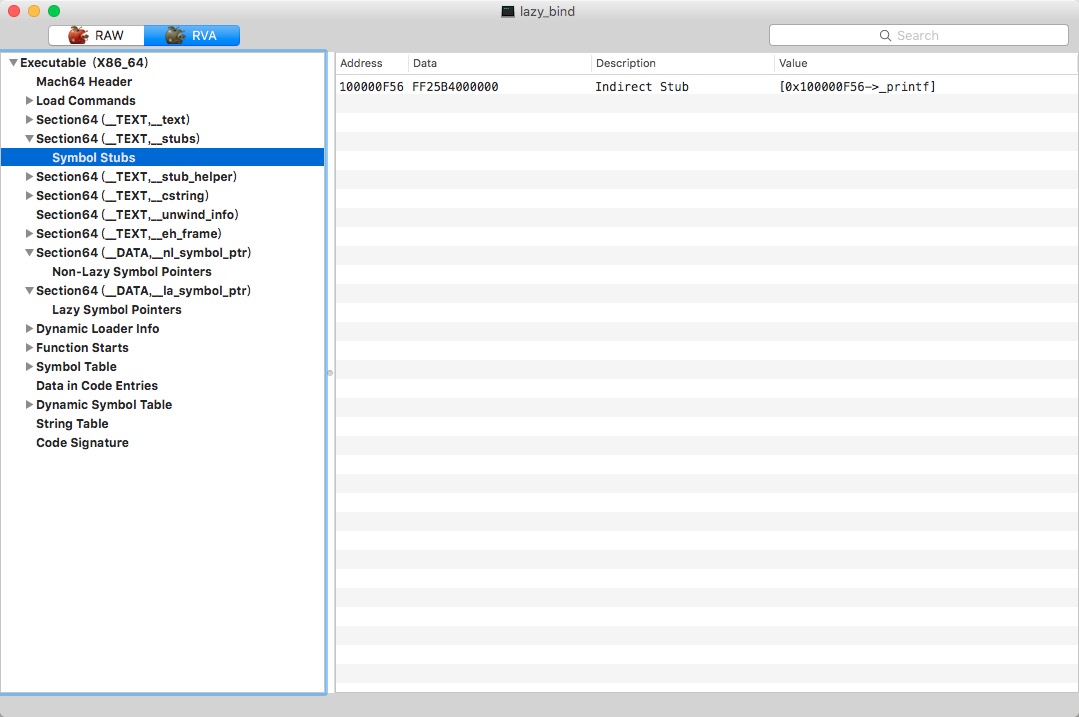 lazy_bind
RAW RVA Search
Executable (X86_64)
Mach64 Header
Load Commands
Section64 (__TEXT,__text)
Section64 (__TEXT,__stubs)
Symbol Stubs
Section64 (__TEXT,__stub_helper)
Section64 (__TEXT,__cstring)
Section64 (__TEXT,__unwind_info)
Section64 (__TEXT,__eh_frame)
Section64 (__DATA,__nl_symbol_ptr)
Non-Lazy Symbol Pointers
Section64 (__DATA,__la_symbol_ptr)
Lazy Symbol Pointers
Dynamic Loader Info
Function Starts
Symbol Table
Data in Code Entries
Dynamic Symbol Table
String Table
Code Signature
Address Data Description Value
100000F56 FF25B4000000 Indirect Stub [0x100000F56->_printf]